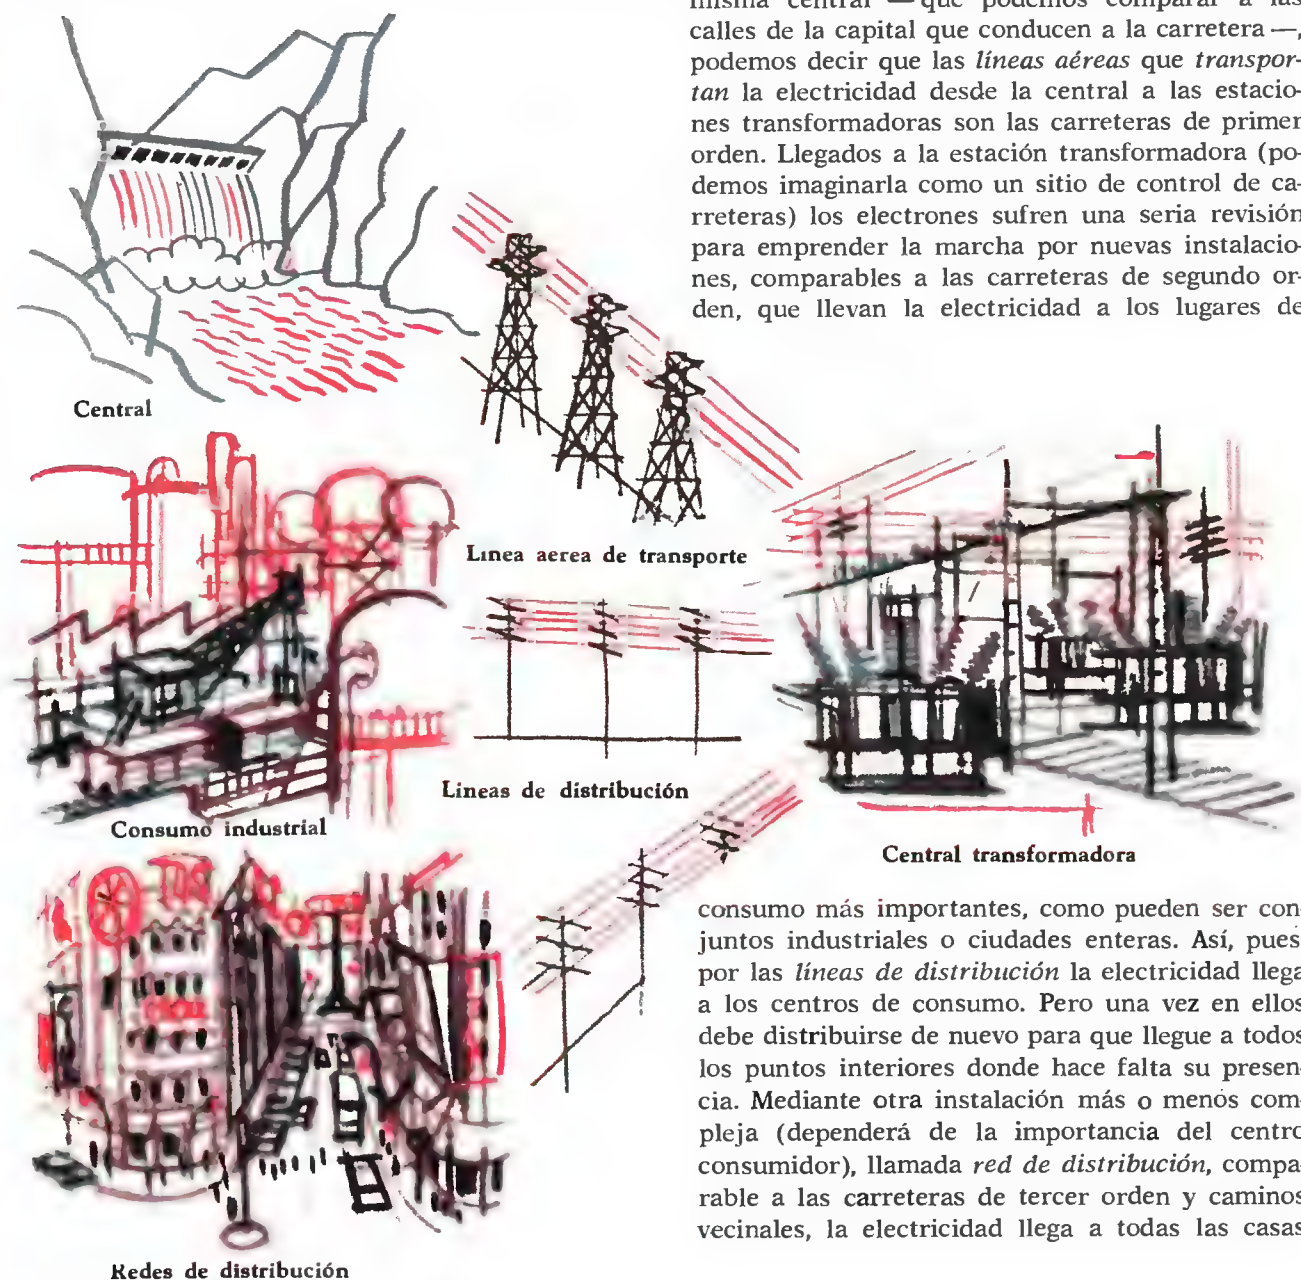 misma central — que podemos comparar a las
calles de la capital que conducen a la carretera —,
podemos decir que las líneas aéreas que transpor-
tan la electricidad desde la central a las estacio-
nes transformadoras son las carreteras de primer
orden. Llegados a la estación transformadora (po-
demos imaginarla como un sitio de control de ca-
rreteras) los electrones sufren una seria revisión
para emprender la marcha por nuevas instalacio-
nes, comparables a las carreteras de segundo or-
den, que llevan la electricidad a los lugares de
Central
Linea aerea de transporte
Lineas de distribución
Consumo industrial
Central transformadora
consumo más importantes, como pueden ser con
juntos industriales o ciudades enteras. Así, pues
por las líneas de distribución la electricidad llega
a los centros de consumo. Pero una vez en ellos
debe distribuirse de nuevo para que llegue a todos
los puntos interiores donde hace falta su presen-
cia. Mediante otra instalación más o menos com-
pleja (dependerá de la importancia del centro
consumidor), llamada red de distribución, compa-
rable a las carreteras de tercer orden y caminos
vecinales, la electricidad llega a todas las casas
Redes de distribución